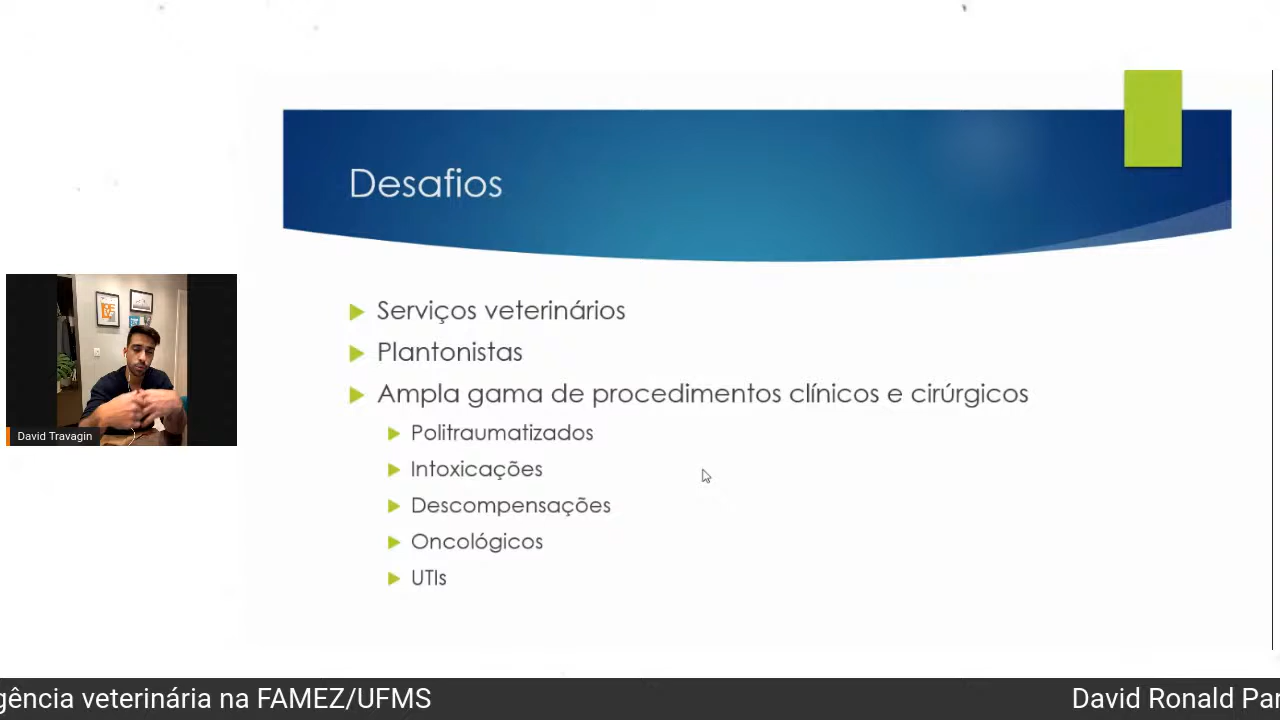 Desafios
Serviços veterinários
Plantonistas
Ampla gama de procedimentos clínicos e cirúrgicos
Politraumatizados
Intoxicações
Descompensações
Oncológicos
UTIs
David Travagin
gência veterinária na FAMEZ/UFMS
David Ronald Par